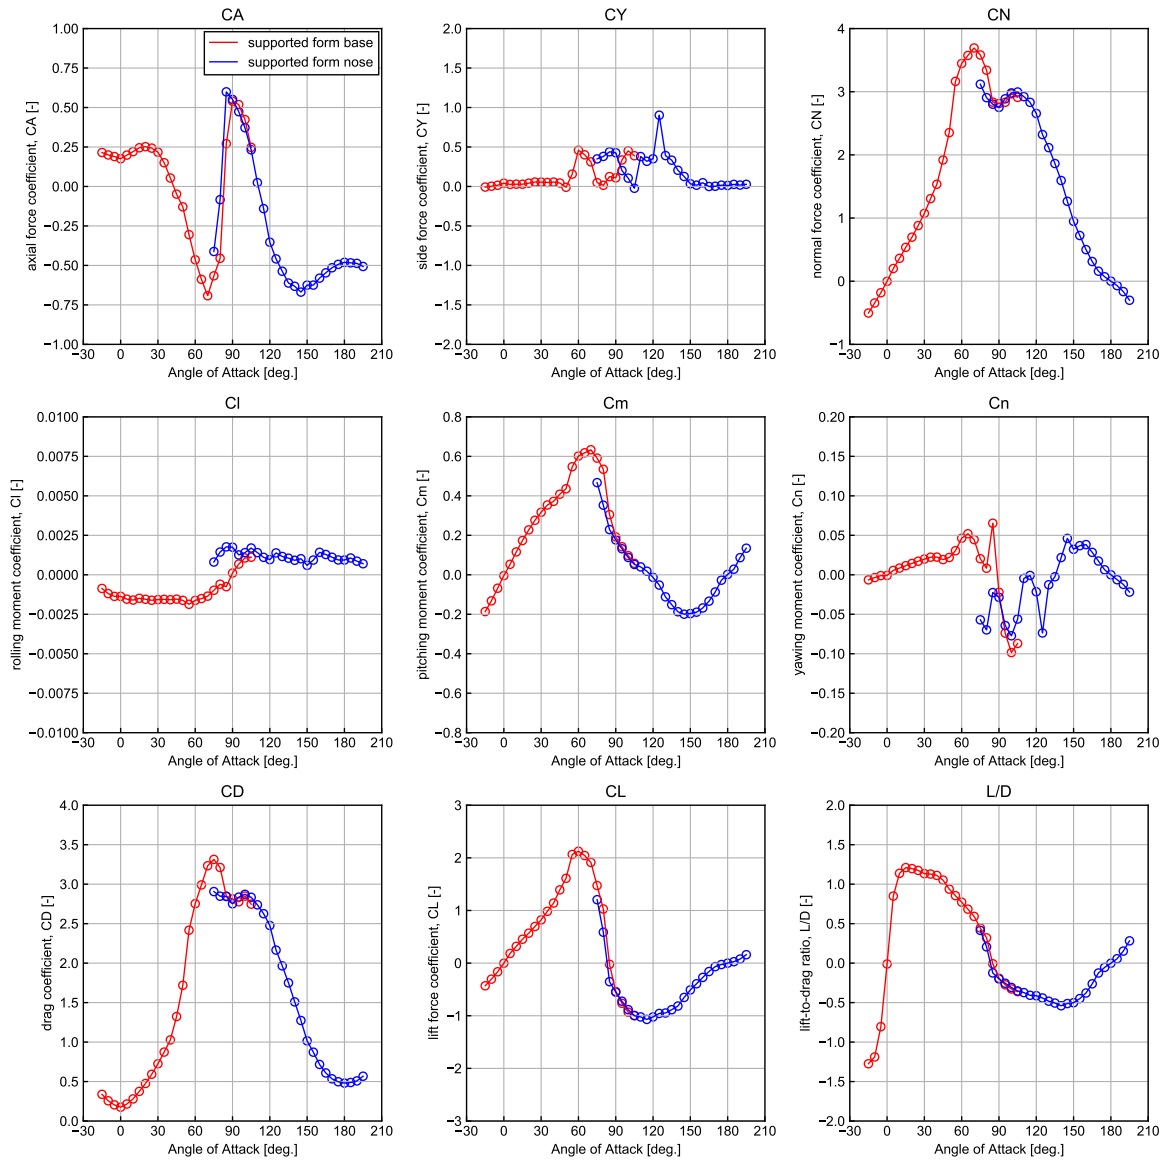 CA
1.00
0.75
0.50
0.25
0.00
−0.25
−0.50
−0.75
−1.00
axial force coefficient, CA [-]
supported form base
supported form nose
−30 0 30 60 90 120 150 180 210
Angle of Attack [deg.]
CY
2.0
1.5
1.0
0.5
0.0
−0.5
−1.0
−1.5
−2.0
side force coefficient, CY [-]
−30 0 30 60 90 120 150 180 210
Angle of Attack [deg.]
CN
4
3
2
1
0
−1
normal force coefficient, CN [-]
−30 0 30 60 90 120 150 180 210
Angle of Attack [deg.]
Cl
0.0100
0.0075
0.0050
0.0025
0.0000
−0.0025
−0.0050
−0.0075
−0.0100
rolling moment coefficient, Cl [-]
−30 0 30 60 90 120 150 180 210
Angle of Attack [deg.]
Cm
0.8
0.6
0.4
0.2
0.0
−0.2
−0.4
−0.6
−0.8
pitching moment coefficient, Cm [-]
−30 0 30 60 90 120 150 180 210
Angle of Attack [deg.]
Cn
0.20
0.15
0.10
0.05
0.00
−0.05
−0.10
−0.15
−0.20
yawing moment coefficient, Cn [-]
−30 0 30 60 90 120 150 180 210
Angle of Attack [deg.]
CD
4.0
3.5
3.0
2.5
2.0
1.5
1.0
0.5
0.0
drag coefficient, CD [-]
−30 0 30 60 90 120 150 180 210
Angle of Attack [deg.]
CL
3
2
1
0
−1
−2
−3
lift force coefficient, CL [-]
−30 0 30 60 90 120 150 180 210
Angle of Attack [deg.]
L/D
2.0
1.5
1.0
0.5
0.0
−0.5
−1.0
−1.5
−2.0
lift-to-drag ratio, L/D [-]
−30 0 30 60 90 120 150 180 210
Angle of Attack [deg.]